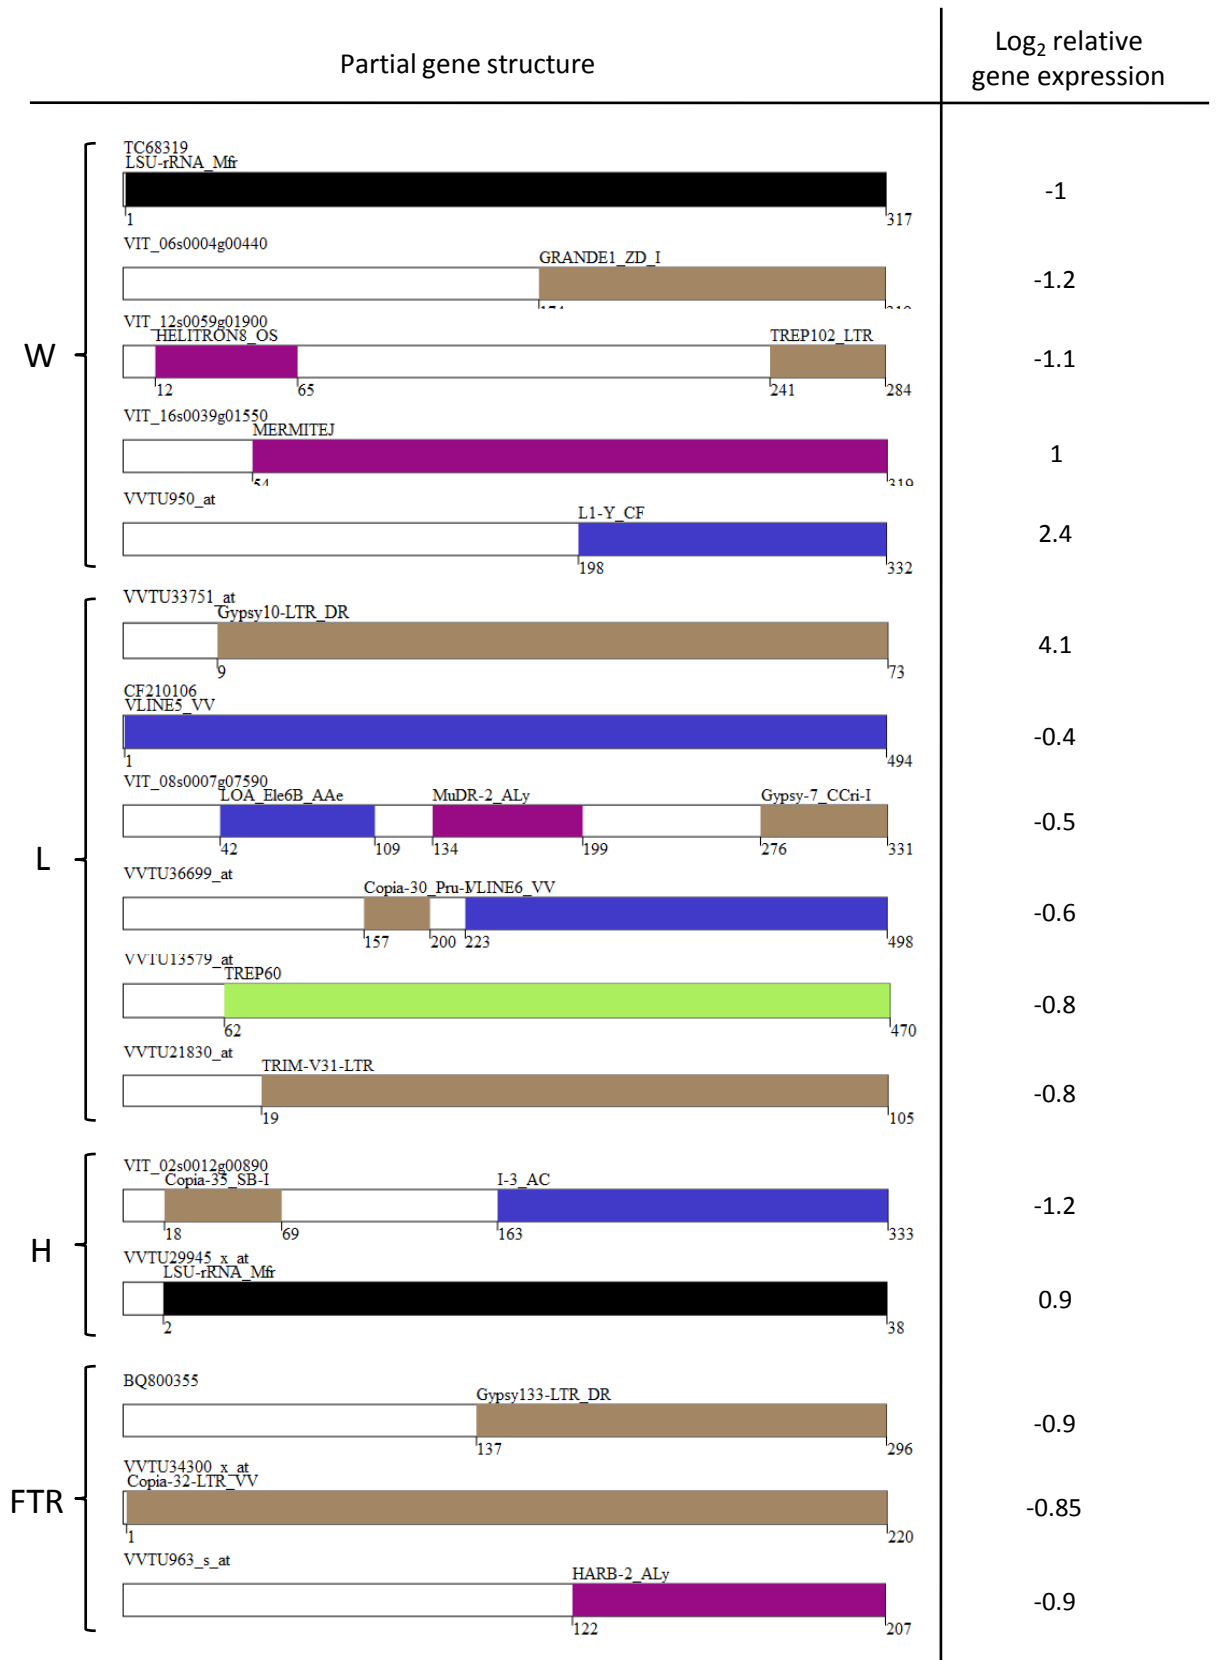 Partial gene structure
Log₂ relative
gene expression
W
TC68319
LSU-rRNA_Mfr
1 317
-1
VIT_06s0004g00440
GRANDE1_ZD_I
-1.2
VIT_12s0059g01900
HELITRON8_OS TREP102_LTR
12 65 241 284
-1.1
VIT_16s0039g01550
MERMITEJ
54 319
1
VVTU950_at
L1-Y_CF
198 332
2.4
L
VVTU33751_at
Gypsy10-LTR_DR
9 73
4.1
CF210106
VLINE5_VV
1 494
-0.4
VIT_08s0007g07590
LOA_Ele6B_AAe MuDR-2_ALy Gypsy-7_CCri-I
42 109 134 199 276 331
-0.5
VVTU36699_at
Copia-30_Pru-I VLINE6_VV
157 200 223 498
-0.6
VVTU13579_at
TREP60
62 470
-0.8
VVTU21830_at
TRIM-V31-LTR
19 105
-0.8
H
VIT_02s0012g00890
Copia-35_SB-I I-3_AC
18 69 163 333
-1.2
VVTU29945_x_at
LSU-rRNA_Mfr
2 38
0.9
FTR
BQ800355
Gypsy133-LTR_DR
137 296
-0.9
VVTU34300_x_at
Copia-32-LTR_VV
1 220
-0.85
VVTU963_s_at
HARB-2_ALy
122 207
-0.9